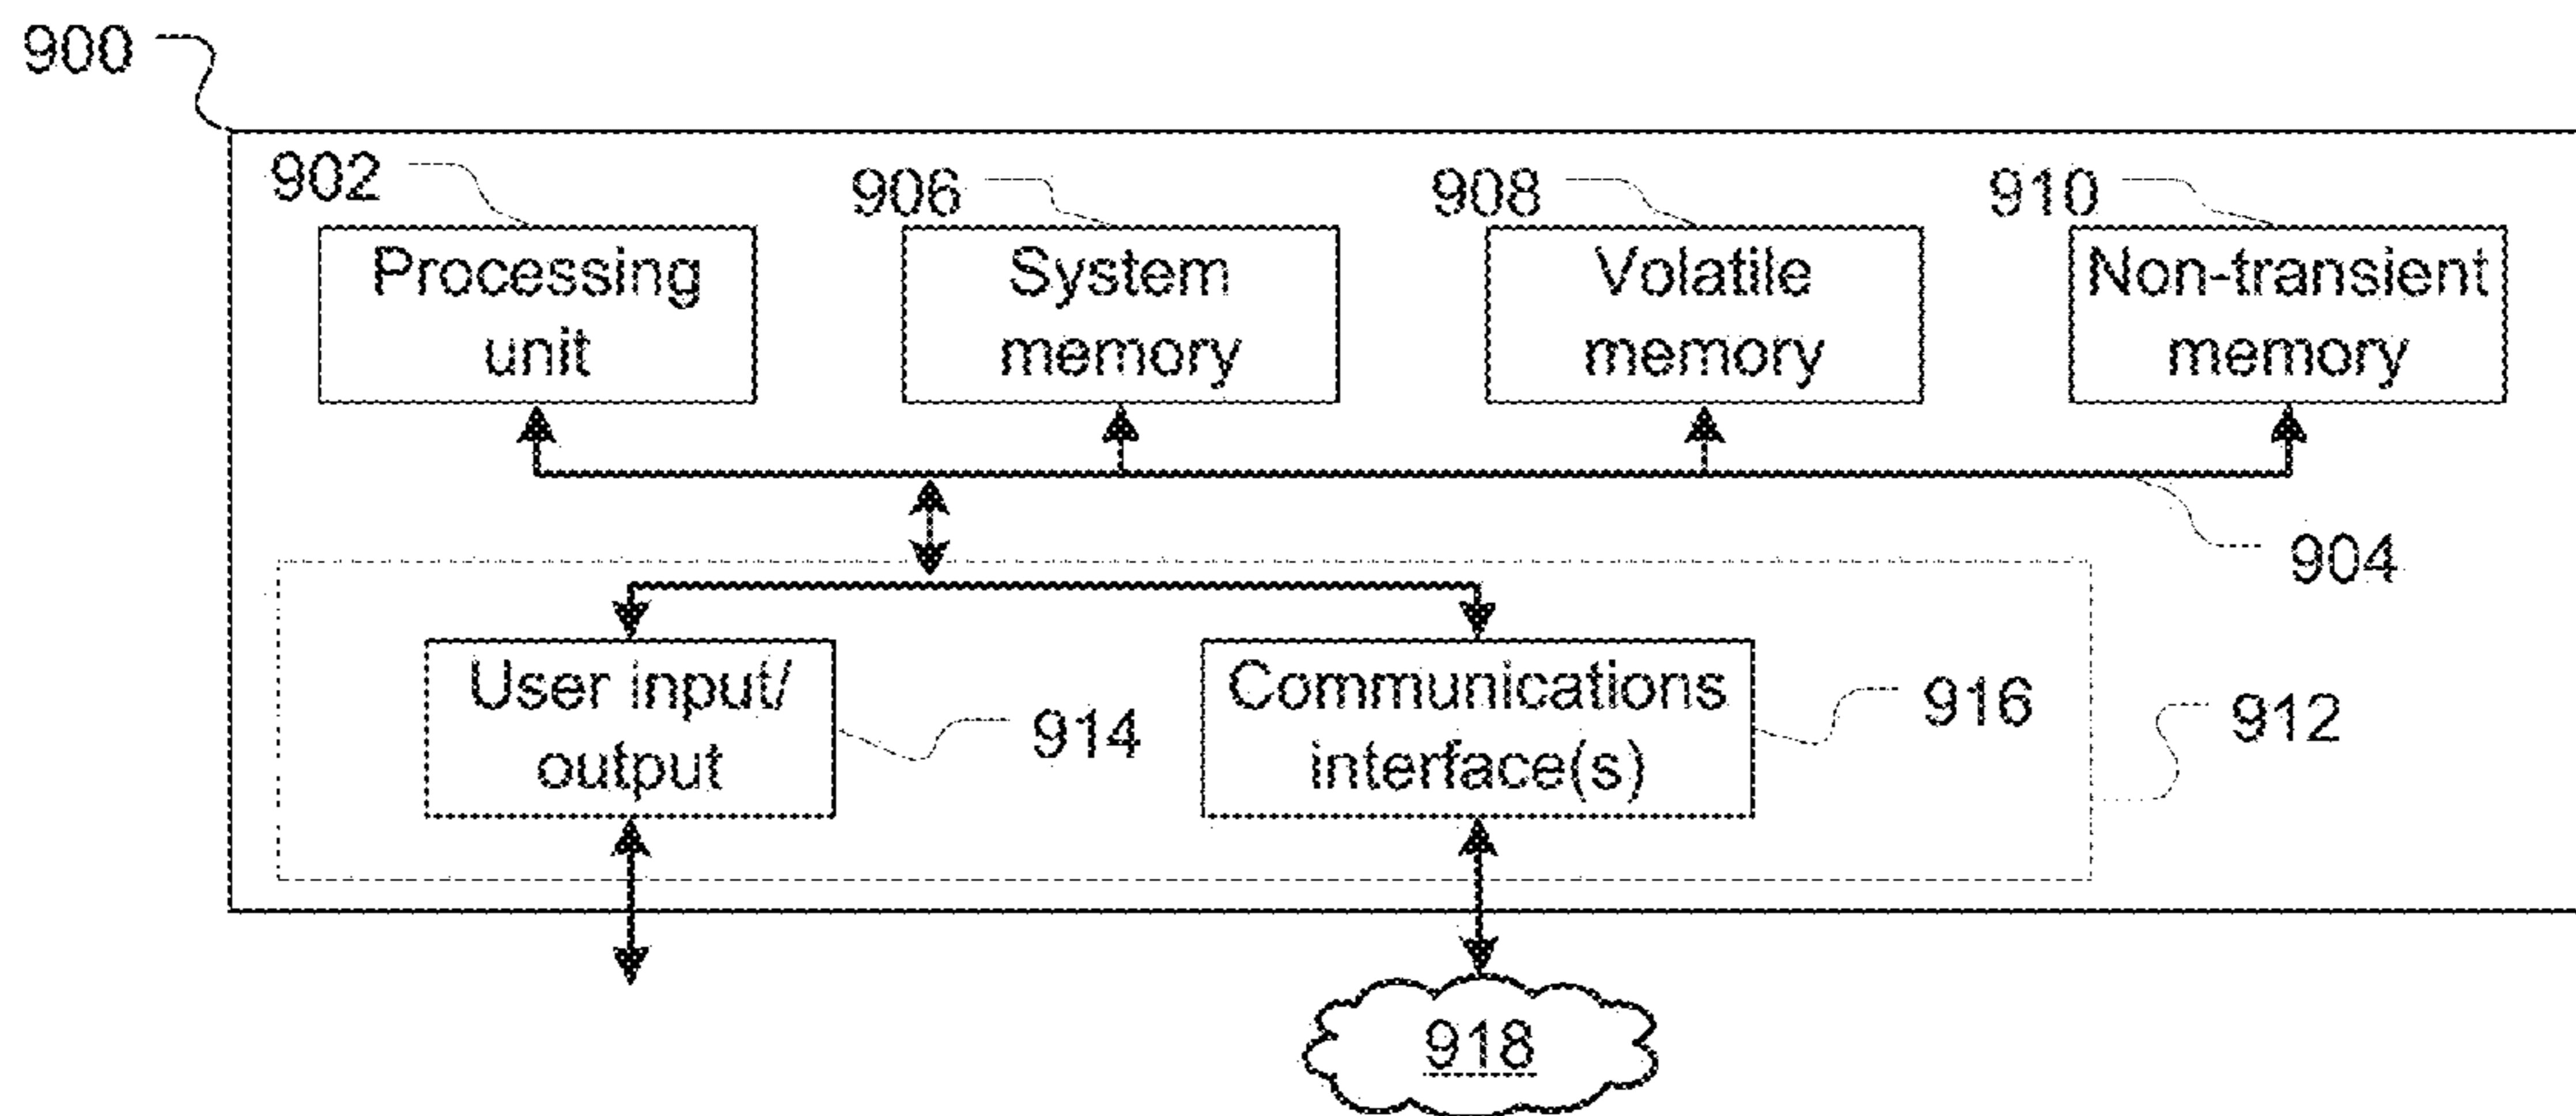 900
902
906
908
910
Processing
unit
System
memory
Volatile
memory
Non-transient
memory
904
User input/
output
914
Communications
interface(s)
916
912
918